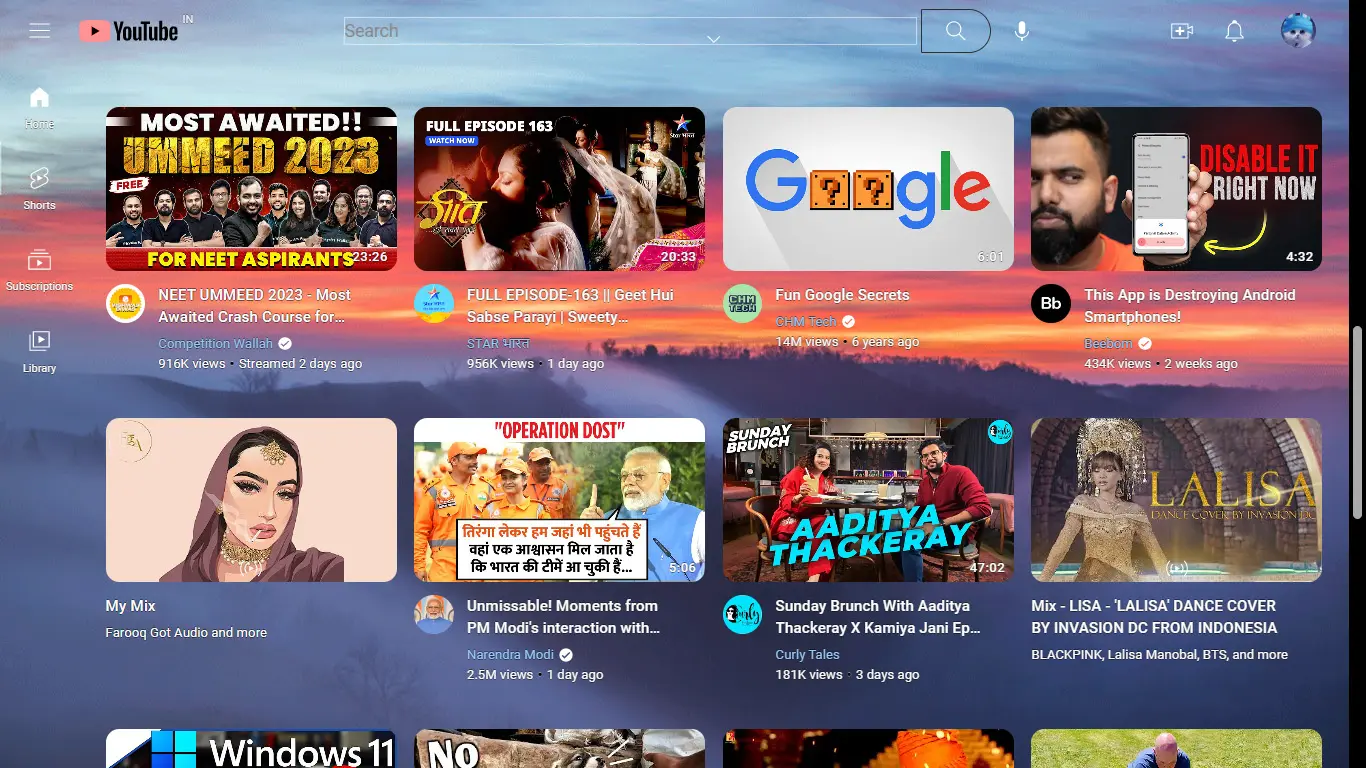 YouTube IN
Search
Home
Shorts
Subscriptions
Library
MOST AWAITED!!
UMMEED 2023
FREE
FOR NEET ASPIRANTS
23:26
NEET UMMEED 2023 - Most
Awaited Crash Course for...
Competition Wallah
916K views • Streamed 2 days ago
FULL EPISODE 163
WATCH NOW
गीत
20:33
FULL EPISODE-163 || Geet Hui
Sabse Parayi | Sweety...
STAR भारत
956K views • 1 day ago
G??gle
6:01
CHM
TECH
Fun Google Secrets
CHM Tech
14M views • 6 years ago
DISABLE IT
RIGHT NOW
4:32
Bb
This App is Destroying Android
Smartphones!
Beebom
434K views • 2 weeks ago
My Mix
Farooq Got Audio and more
"OPERATION DOST"
तिरंगा लेकर हम जहां भी पहुंचते हैं
वहां एक आश्वासन मिल जाता है
कि भारत की टीमें आ चुकी हैं...
5:06
Unmissable! Moments from
PM Modi's interaction with...
Narendra Modi
2.5M views • 1 day ago
SUNDAY
BRUNCH
AADITYA
THACKERAY
47:02
Sunday Brunch With Aaditya
Thackeray X Kamiya Jani Ep...
Curly Tales
181K views • 3 days ago
LALISA
DANCE COVER BY INVASION DC
Mix - LISA - 'LALISA' DANCE COVER
BY INVASION DC FROM INDONESIA
BLACKPINK, Lalisa Manobal, BTS, and more
Windows 11
NO